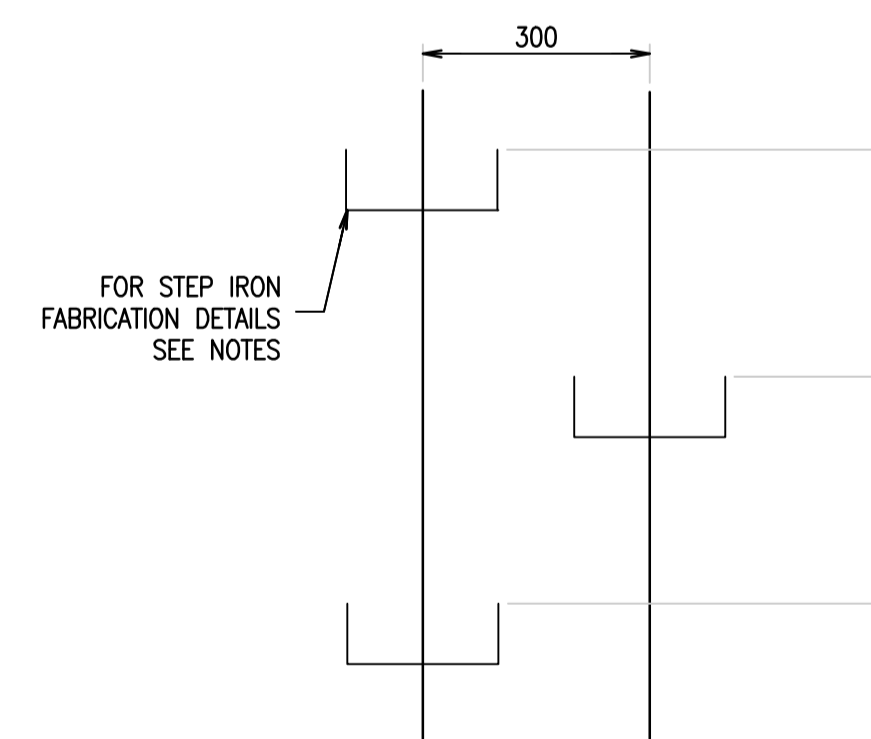 300
FOR STEP IRON
FABRICATION DETAILS
SEE NOTES